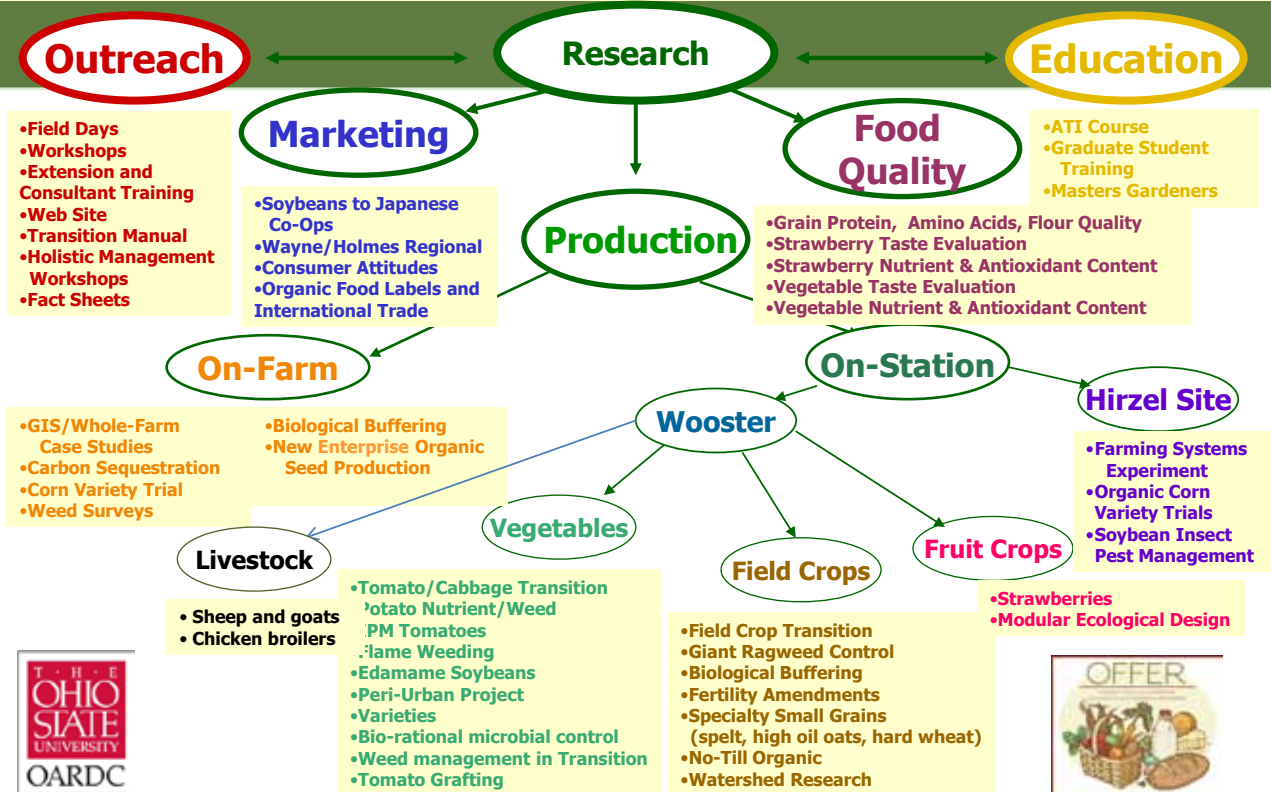 Outreach
Research
Education
Marketing
Food
Quality
•Field Days
•Workshops
•Extension and
Consultant Training
•Web Site
•Transition Manual
•Holistic Management
Workshops
•Fact Sheets
•ATI Course
•Graduate Student
Training
•Masters Gardeners
•Soybeans to Japanese
Co-Ops
•Wayne/Holmes Regional
•Consumer Attitudes
•Organic Food Labels and
International Trade
Production
•Grain Protein, Amino Acids, Flour Quality
•Strawberry Taste Evaluation
•Strawberry Nutrient & Antioxidant Content
•Vegetable Taste Evaluation
•Vegetable Nutrient & Antioxidant Content
On-Farm
On-Station
•GIS/Whole-Farm
Case Studies
•Carbon Sequestration
•Corn Variety Trial
•Weed Surveys
•Biological Buffering
•New Enterprise Organic
Seed Production
Wooster
Hirzel Site
•Farming Systems
Experiment
•Organic Corn
Variety Trials
•Soybean Insect
Pest Management
Livestock
Vegetables
Field Crops
Fruit Crops
• Sheep and goats
• Chicken broilers
•Tomato/Cabbage Transition
Potato Nutrient/Weed
IPM Tomatoes
Flame Weeding
•Edamame Soybeans
•Peri-Urban Project
•Varieties
•Bio-rational microbial control
•Weed management in Transition
•Tomato Grafting
•Field Crop Transition
•Giant Ragweed Control
•Biological Buffering
•Fertility Amendments
•Specialty Small Grains
(spelt, high oil oats, hard wheat)
•No-Till Organic
•Watershed Research
•Strawberries
•Modular Ecological Design
T·H·E
OHIO
STATE
UNIVERSITY
OARDC
OFFER